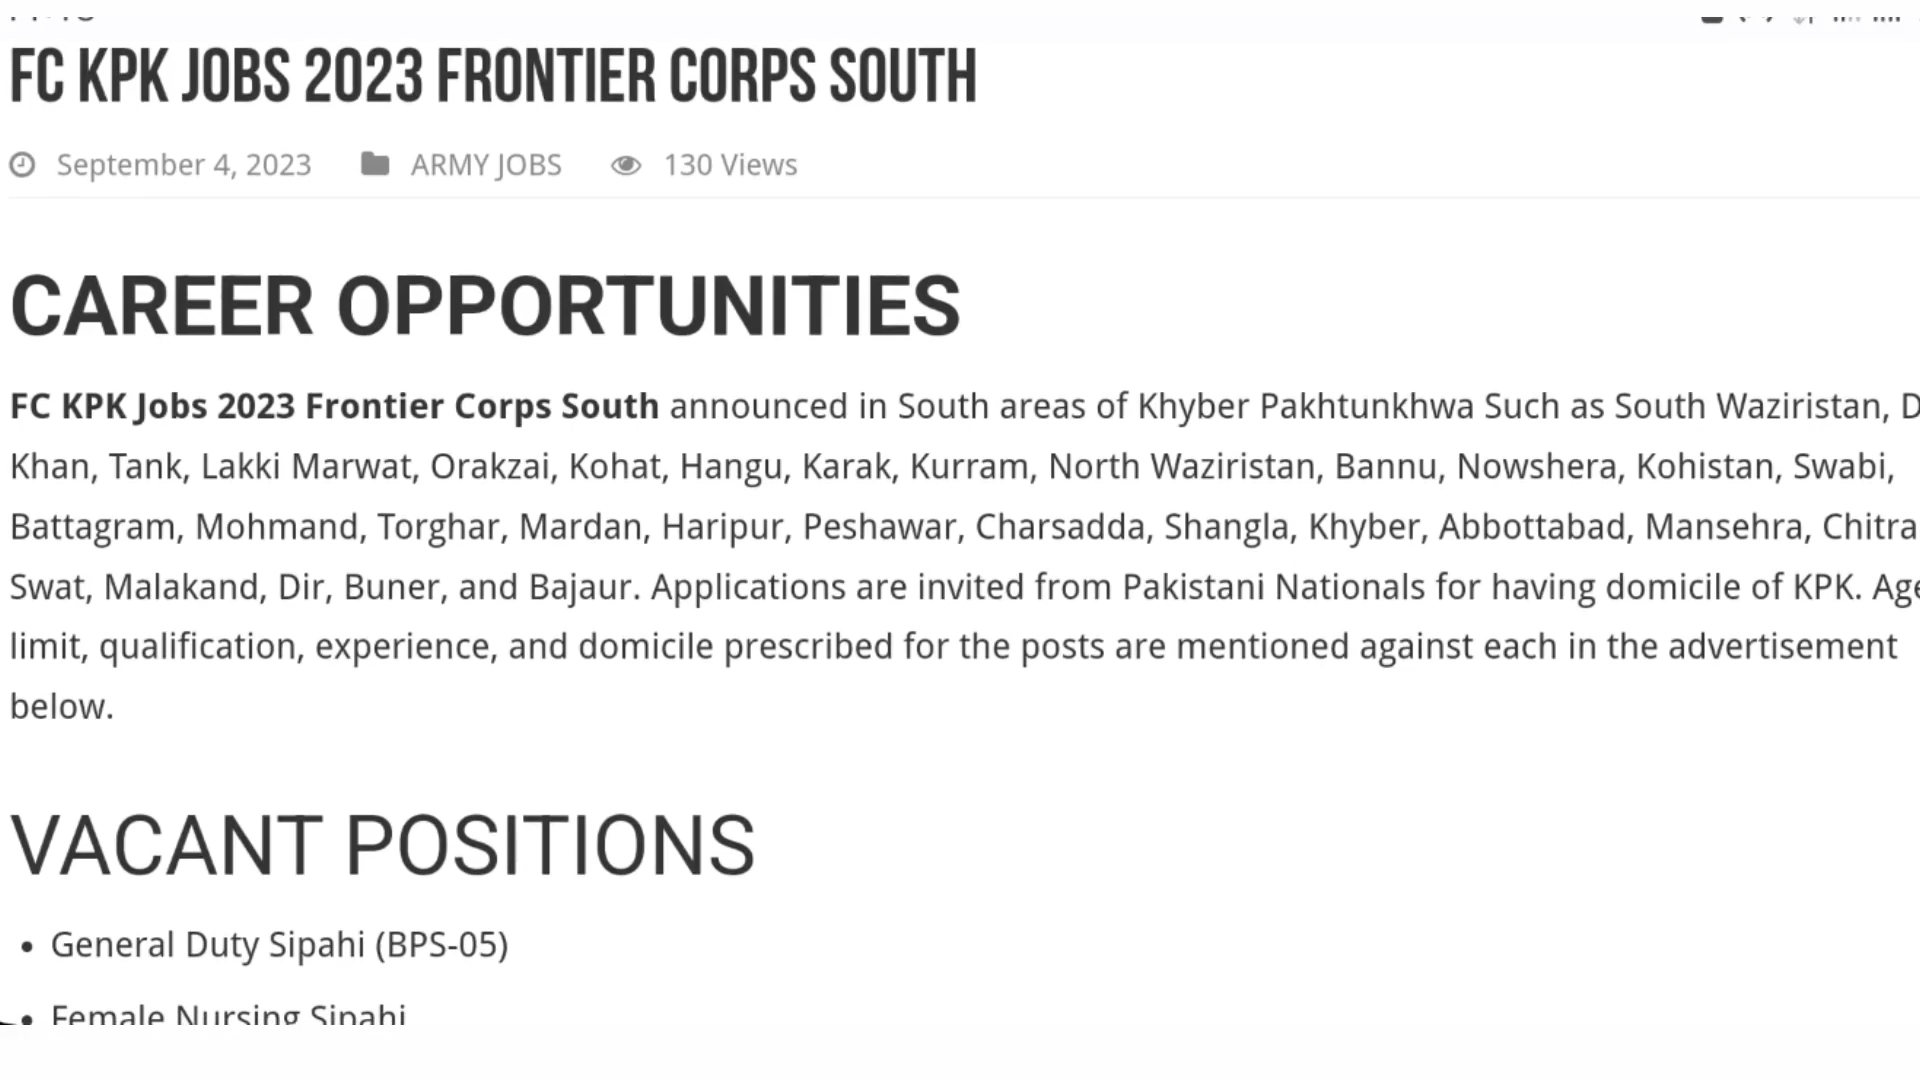 FC KPK JOBS 2023 FRONTIER CORPS SOUTH
September 4, 2023 ARMY JOBS 130 Views
CAREER OPPORTUNITIES
FC KPK Jobs 2023 Frontier Corps South announced in South areas of Khyber Pakhtunkhwa Such as South Waziristan, D
Khan, Tank, Lakki Marwat, Orakzai, Kohat, Hangu, Karak, Kurram, North Waziristan, Bannu, Nowshera, Kohistan, Swabi,
Battagram, Mohmand, Torghar, Mardan, Haripur, Peshawar, Charsadda, Shangla, Khyber, Abbottabad, Mansehra, Chitra
Swat, Malakand, Dir, Buner, and Bajaur. Applications are invited from Pakistani Nationals for having domicile of KPK. Age
limit, qualification, experience, and domicile prescribed for the posts are mentioned against each in the advertisement
below.
VACANT POSITIONS
• General Duty Sipahi (BPS-05)
• Female Nursing Sipahi